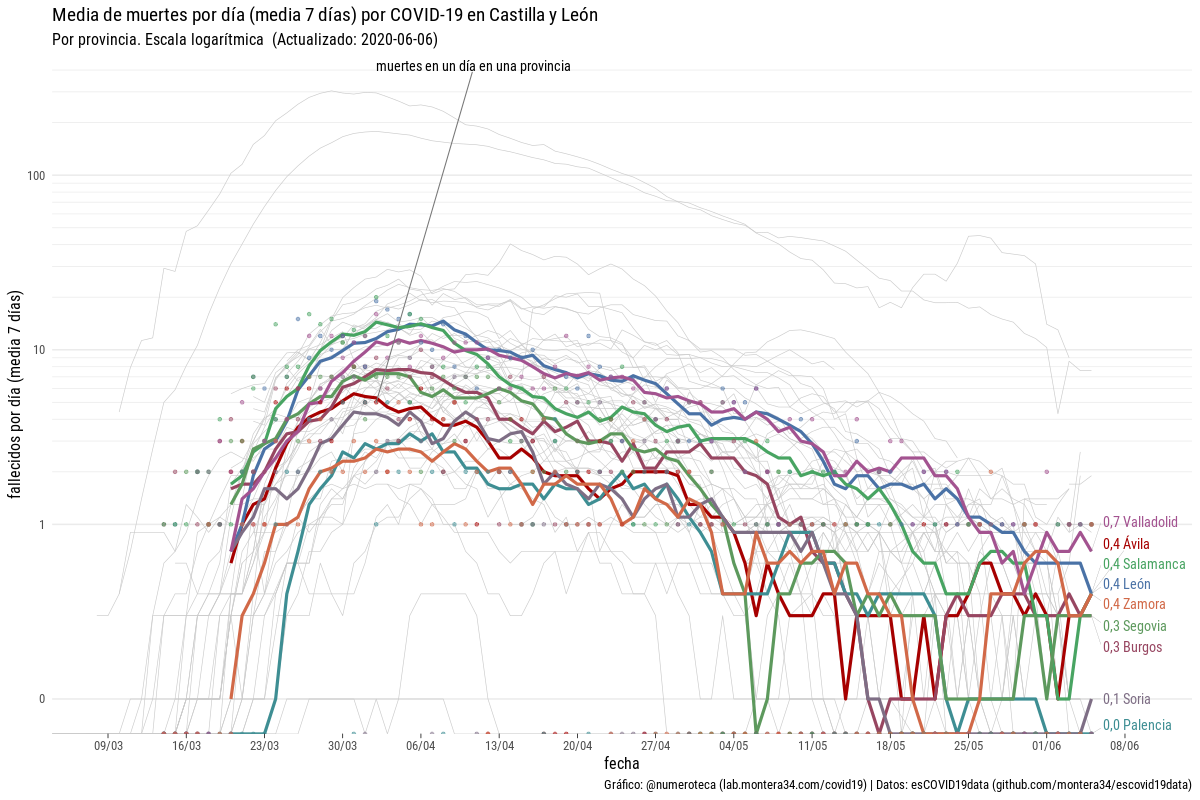 Media de muertes por día (media 7 días) por COVID-19 en Castilla y León
Por provincia. Escala logarítmica (Actualizado: 2020-06-06)
muertes en un día en una provincia
fallecidos por día (media 7 días)
100
10
1
0
0,7 Valladolid
0,4 Ávila
0,4 Salamanca
0,4 León
0,4 Zamora
0,3 Segovia
0,3 Burgos
0,1 Soria
0,0 Palencia
09/03 16/03 23/03 30/03 06/04 13/04 20/04 27/04 04/05 11/05 18/05 25/05 01/06 08/06
fecha
Gráfico: @numeroteca (lab.montera34.com/covid19) | Datos: esCOVID19data (github.com/montera34/escovid19data)